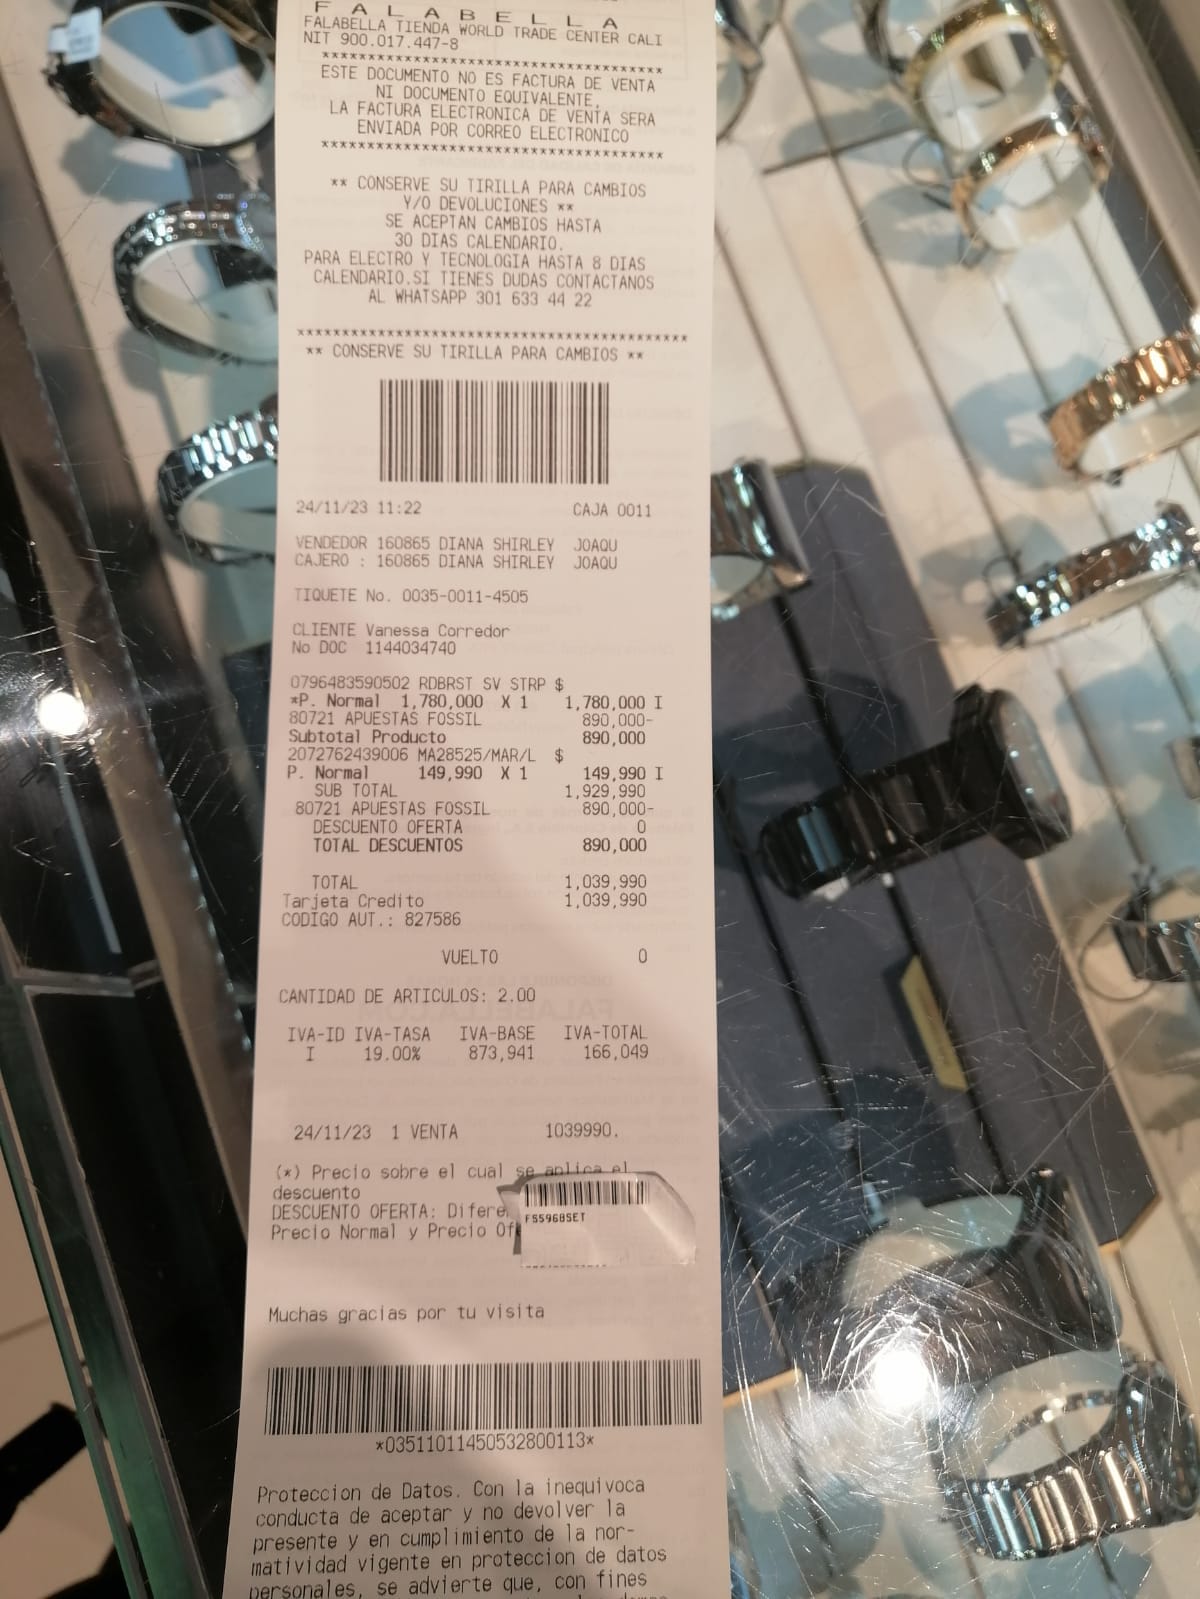 FALABELLA
FALABELLA TIENDA WORLD TRADE CENTER CALI
NIT 900.017.447-8
****************************************
ESTE DOCUMENTO NO ES FACTURA DE VENTA
NI DOCUMENTO EQUIVALENTE.
LA FACTURA ELECTRONICA DE VENTA SERA
ENVIADA POR CORREO ELECTRONICO
****************************************
** CONSERVE SU TIRILLA PARA CAMBIOS
Y/O DEVOLUCIONES **
SE ACEPTAN CAMBIOS HASTA
30 DIAS CALENDARIO.
PARA ELECTRO Y TECNOLOGIA HASTA 8 DIAS
CALENDARIO.SI TIENES DUDAS CONTACTANOS
AL WHATSAPP 301 633 44 22
****************************************
** CONSERVE SU TIRILLA PARA CAMBIOS **
24/11/23 11:22 CAJA 0011
VENDEDOR 160865 DIANA SHIRLEY JOAQU
CAJERO : 160865 DIANA SHIRLEY JOAQU
TIQUETE No. 0035-0011-4505
CLIENTE Vanessa Corredor
No DOC 1144034740
0796483590502 RDBRST SV STRP $
*P. Normal 1,780,000 X 1 1,780,000 I
80721 APUESTAS FOSSIL 890,000-
Subtotal Producto 890,000
2072762439006 MA28525/MAR/L $
P. Normal 149,990 X 1 149,990 I
SUB TOTAL 1,929,990
80721 APUESTAS FOSSIL 890,000-
DESCUENTO OFERTA 0
TOTAL DESCUENTOS 890,000
TOTAL 1,039,990
Tarjeta Credito 1,039,990
CODIGO AUT.: 827586
VUELTO 0
CANTIDAD DE ARTICULOS: 2.00
IVA-ID IVA-TASA IVA-BASE IVA-TOTAL
I 19.00% 873,941 166,049
24/11/23 1 VENTA 1039990.
(*) Precio sobre el cual se aplica el
descuento
DESCUENTO OFERTA: Difere
FS5968SET
Precio Normal y Precio Of
Muchas gracias por tu visita
*03511011450532800113*
Proteccion de Datos. Con la inequivoca
conducta de aceptar y no devolver la
presente y en cumplimiento de la nor-
matividad vigente en proteccion de datos
personales, se advierte que, con fines